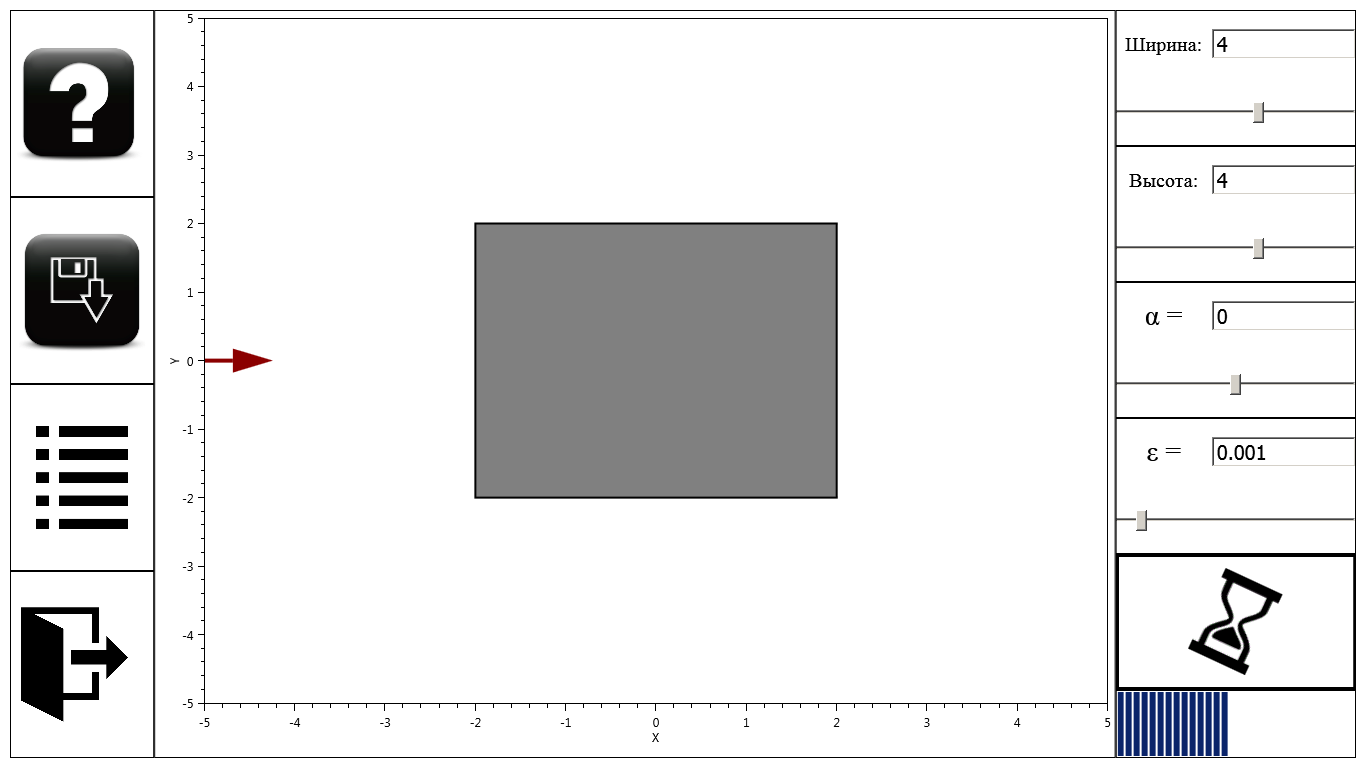 5
4
3
2
1
Y 0
-1
-2
-3
-4
-5
-5 -4 -3 -2 -1 0 1 2 3 4 5
X
Ширина: 4
Высота: 4
α = 0
ε = 0.001